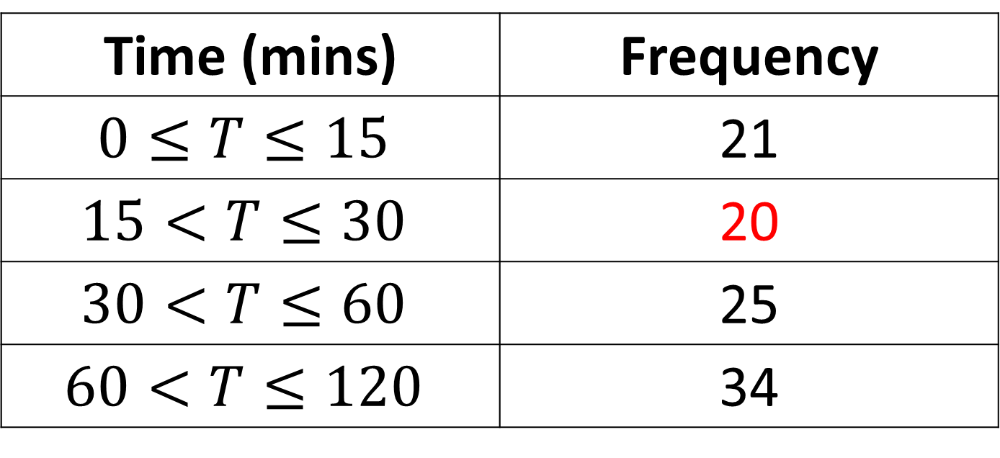 Time (mins) Frequency
0 ≤ T ≤ 15 21
15 < T ≤ 30 20
30 < T ≤ 60 25
60 < T ≤ 120 34